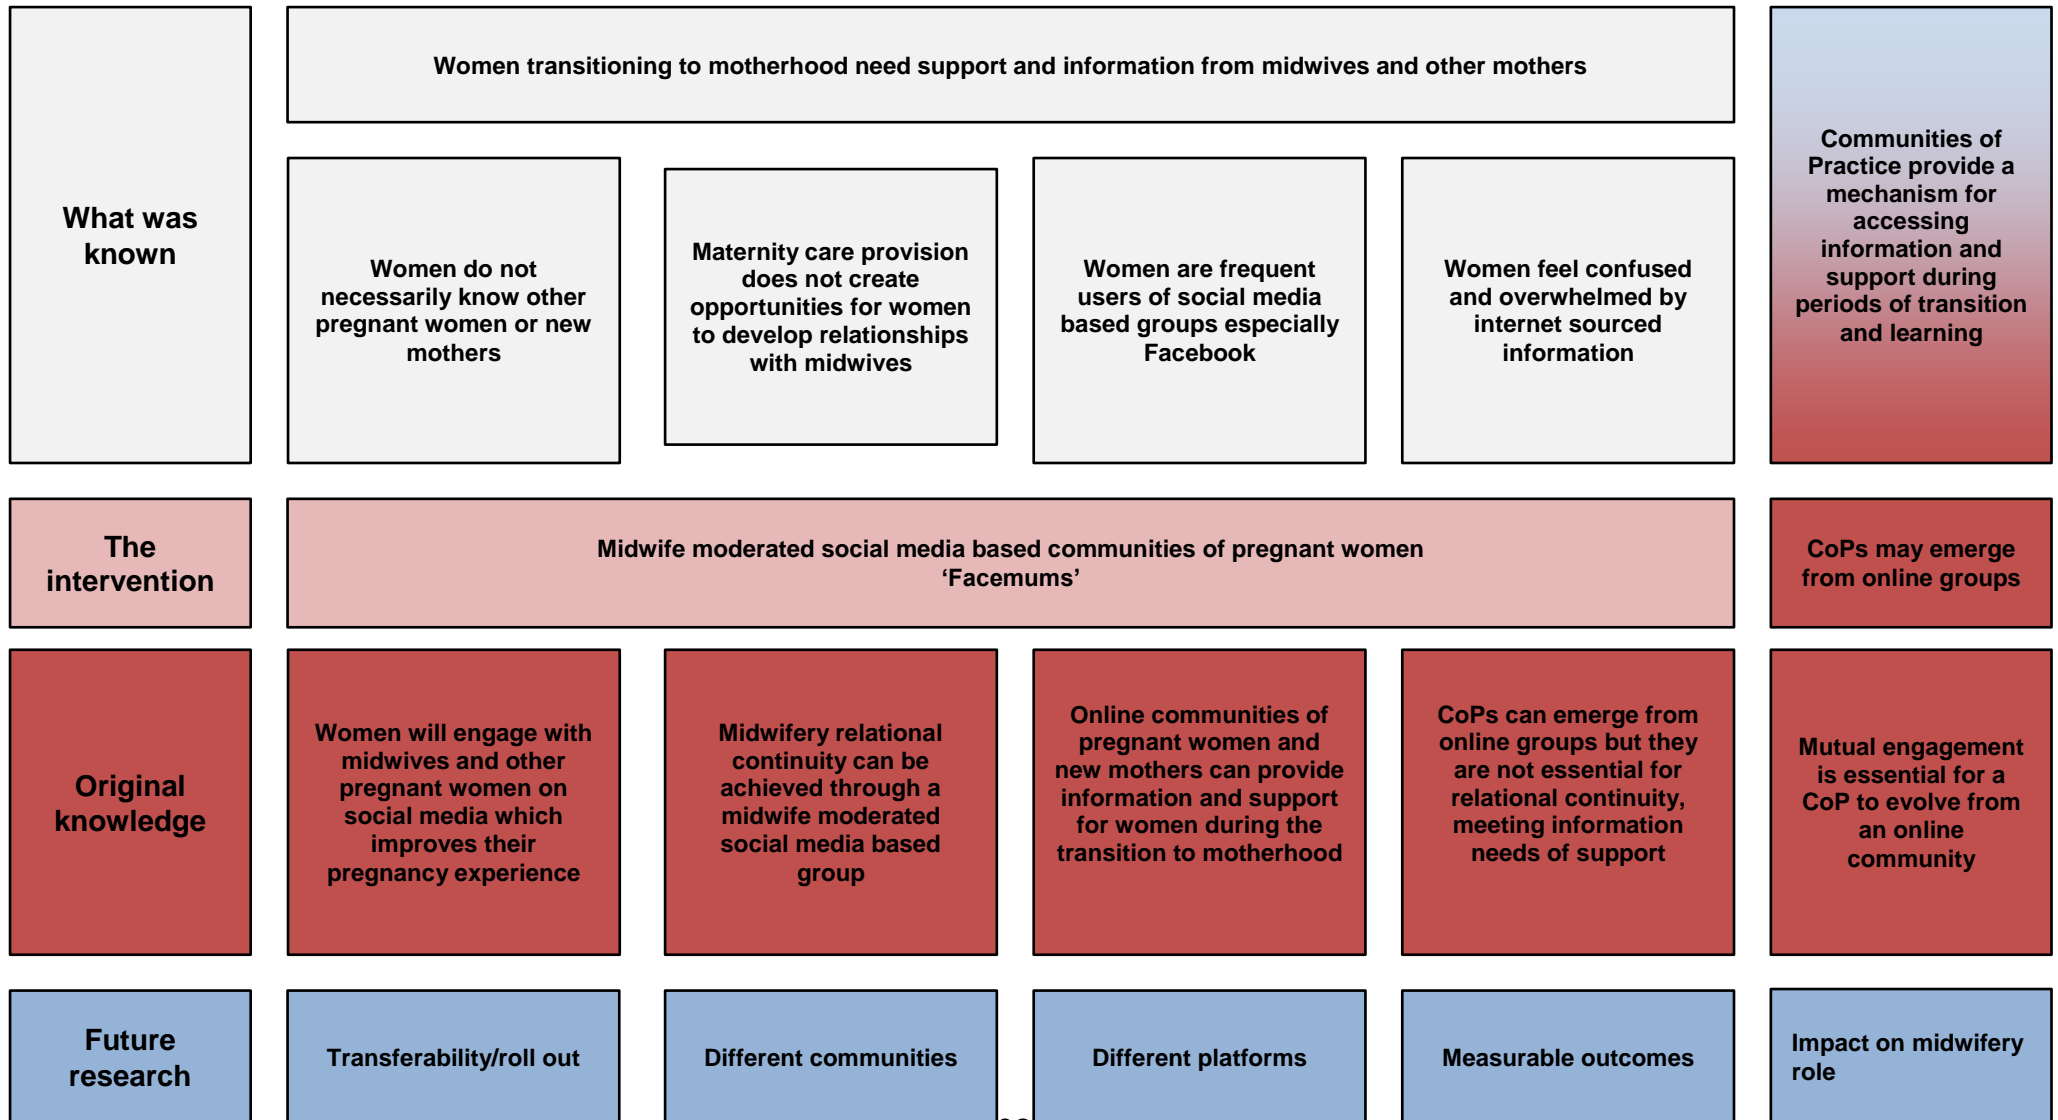 What was
known
Women transitioning to motherhood need support and information from midwives and other mothers
Women do not
necessarily know other
pregnant women or new
mothers
Maternity care provision
does not create
opportunities for women
to develop relationships
with midwives
Women are frequent
users of social media
based groups especially
Facebook
Women feel confused
and overwhelmed by
internet sourced
information
Communities of
Practice provide a
mechanism for
accessing
information and
support during
periods of transition
and learning
The
intervention
Midwife moderated social media based communities of pregnant women
‘Facemums’
CoPs may emerge
from online groups
Original
knowledge
Women will engage with
midwives and other
pregnant women on
social media which
improves their
pregnancy experience
Midwifery relational
continuity can be
achieved through a
midwife moderated
social media based
group
Online communities of
pregnant women and
new mothers can provide
information and support
for women during the
transition to motherhood
CoPs can emerge from
online groups but they
are not essential for
relational continuity,
meeting information
needs of support
Mutual engagement
is essential for a
CoP to evolve from
an online
community
Future
research
Transferability/roll out
Different communities
Different platforms
Measurable outcomes
Impact on midwifery
role